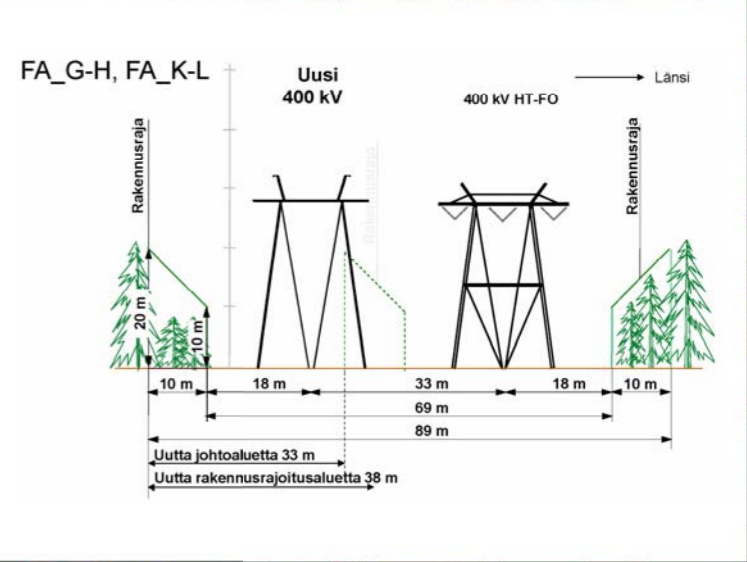 FA_G-H, FA_K-L
Uusi
400 kV
400 kV HT-FO
Länsi
Rakennusraja
Rakennusraja
Rakennusraja
20 m
10 m
10 m
18 m
33 m
18 m
10 m
69 m
89 m
Uutta johtoaluetta 33 m
Uutta rakennusrajoitusaluetta 38 m